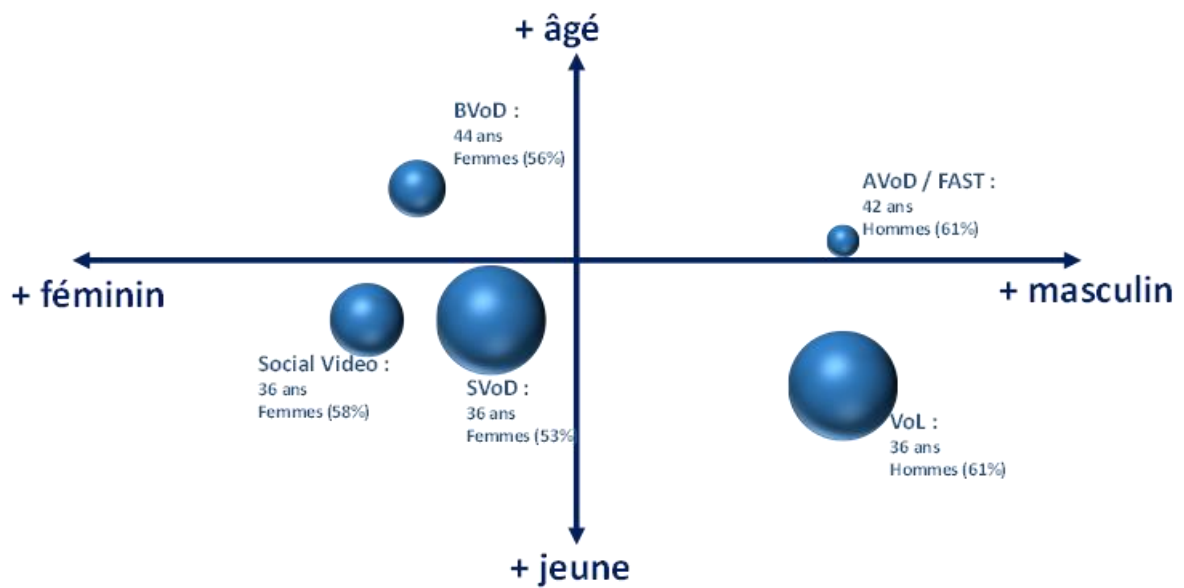 + âgé
BVoD :
44 ans
Femmes (56%)
AVoD / FAST :
42 ans
Hommes (61%)
+ féminin
+ masculin
Social Video :
36 ans
Femmes (58%)
SVoD :
36 ans
Femmes (53%)
VoL :
36 ans
Hommes (61%)
+ jeune